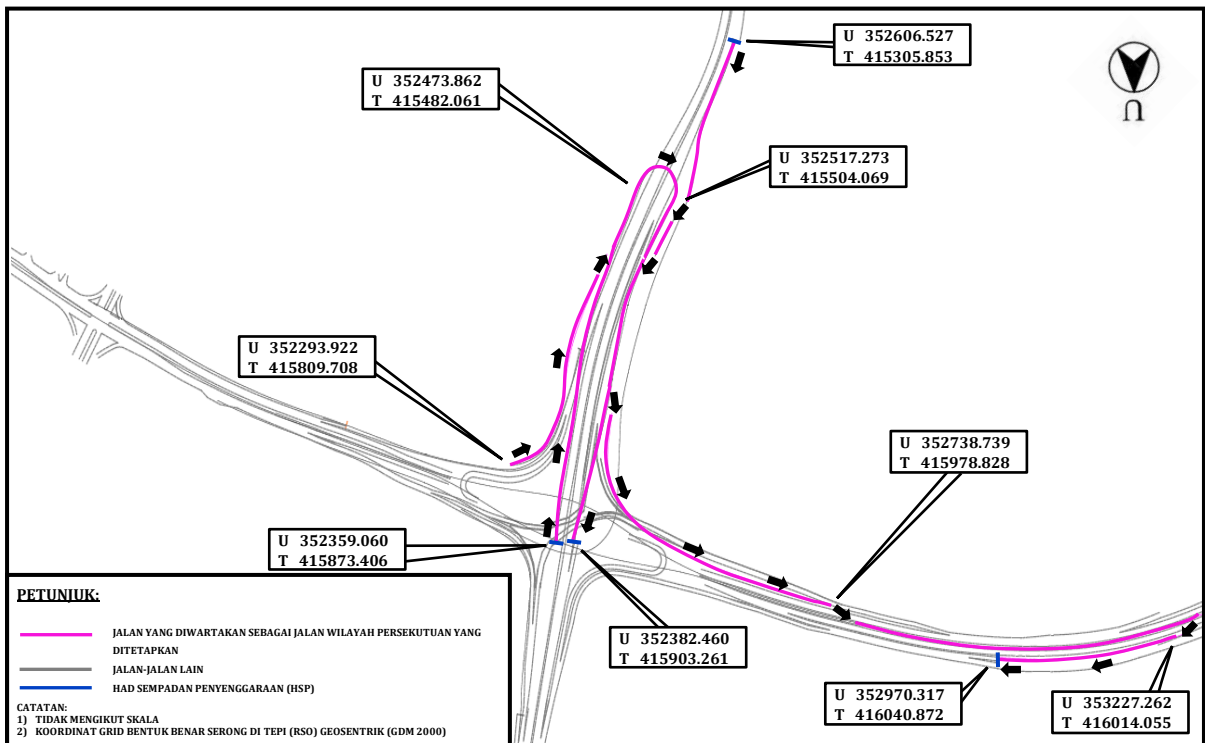 U 352606.527
T 415305.853
U 352473.862
T 415482.061
U
U 352517.273
T 415504.069
U 352293.922
T 415809.708
U 352738.739
T 415978.828
U 352359.060
T 415873.406
U 352382.460
T 415903.261
U 352970.317
T 416040.872
U 353227.262
T 416014.055
PETUNJUK:
JALAN YANG DIWARTAKAN SEBAGAI JALAN WILAYAH PERSEKUTUAN YANG
DITETAPKAN
JALAN-JALAN LAIN
HAD SEMPADAN PENYENGGARAAN (HSP)
CATATAN:
1) TIDAK MENGIKUT SKALA
2) KOORDINAT GRID BENTUK BENAR SERONG DI TEPI (RSO) GEOSENTRIK (GDM 2000)